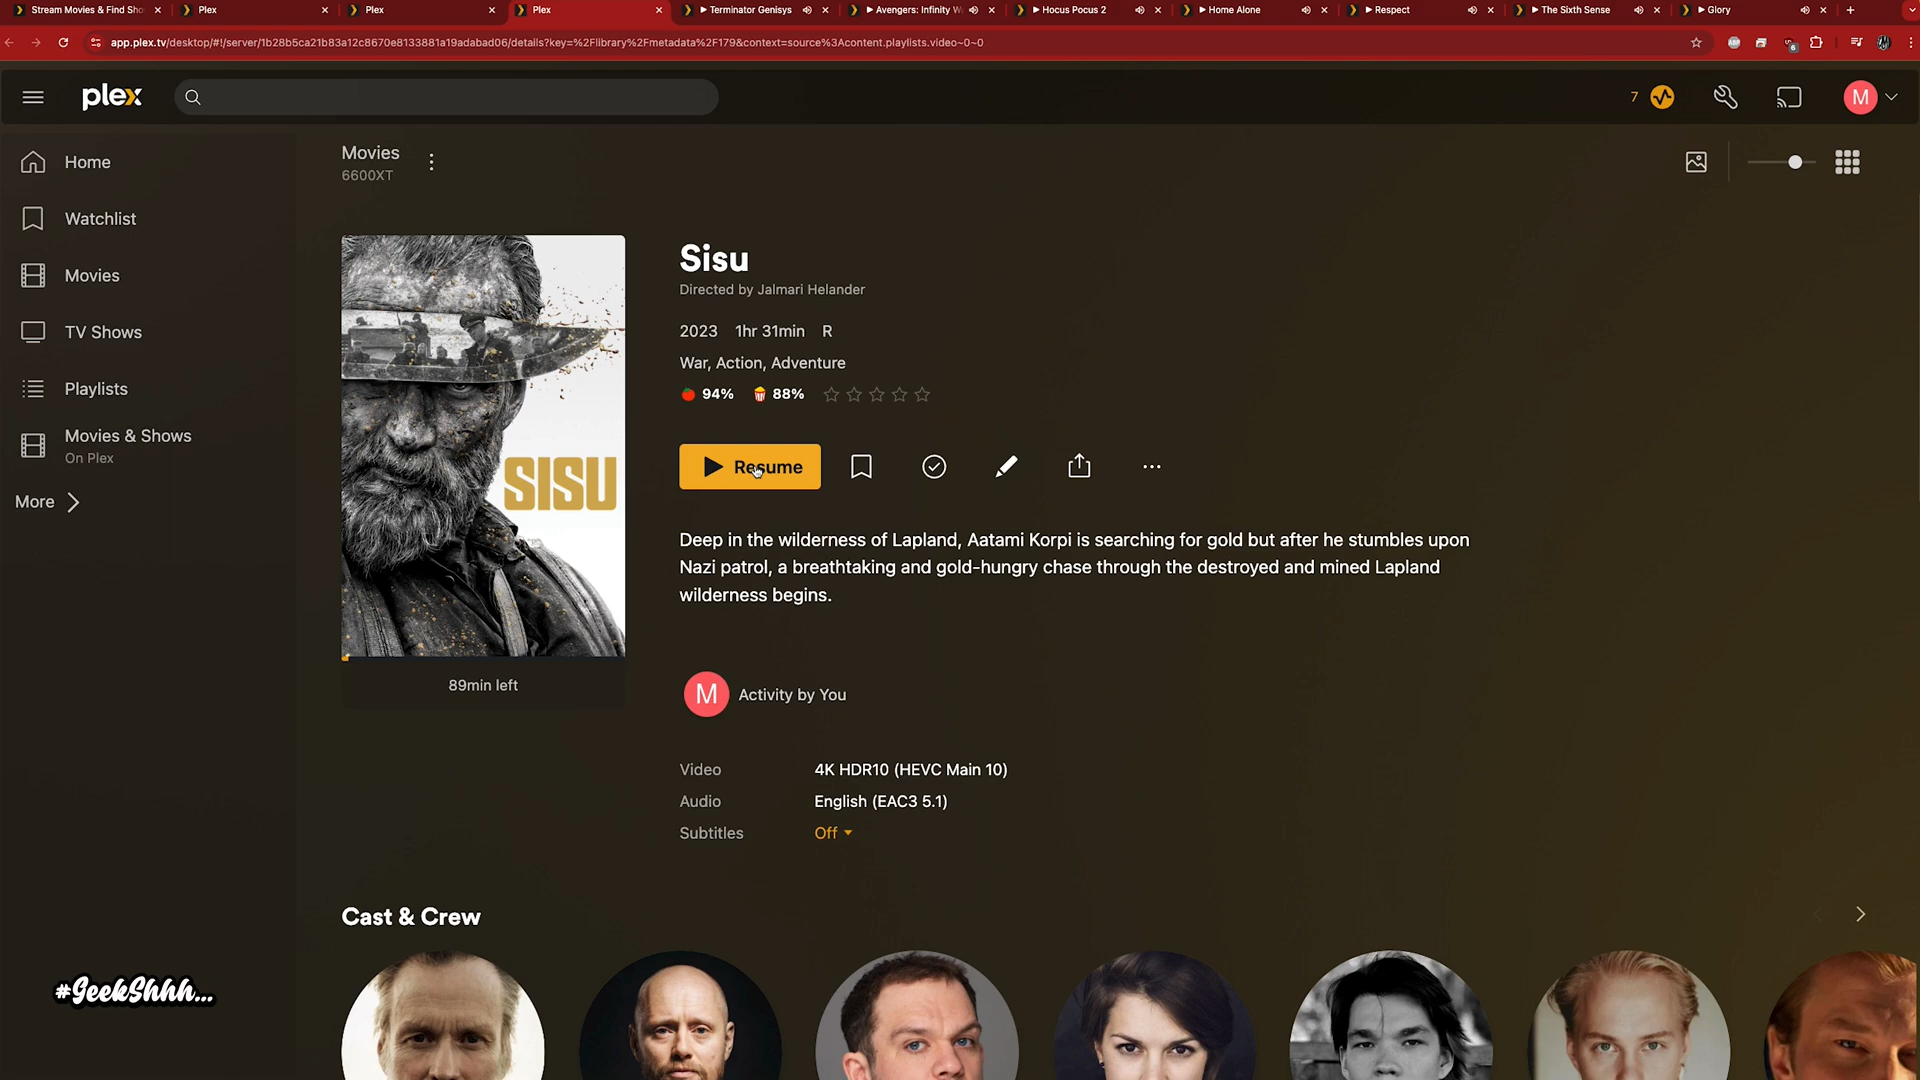 Stream Movies & Find Sho
Plex
Plex
Plex
Terminator Genisys
Avengers: Infinity W
Hocus Pocus 2
Home Alone
Respect
The Sixth Sense
Glory
app.plex.tv/desktop/#!/server/1b28b5ca21b83a12c8670e8133881a19adabad06/details?key=%2Flibrary%2Fmetadata%2F179&context=source%3Acontent.playlists.video~0~0
6
plex
7
M
Home
Watchlist
Movies
TV Shows
Playlists
Movies & Shows
On Plex
More
Movies
6600XT
SISU
89min left
Sisu
Directed by Jalmari Helander
2023 1hr 31min R
War, Action, Adventure
94% 88%
Resume
Deep in the wilderness of Lapland, Aatami Korpi is searching for gold but after he stumbles upon
Nazi patrol, a breathtaking and gold-hungry chase through the destroyed and mined Lapland
wilderness begins.
M Activity by You
Video 4K HDR10 (HEVC Main 10)
Audio English (EAC3 5.1)
Subtitles Off
Cast & Crew
#GeekShhh...